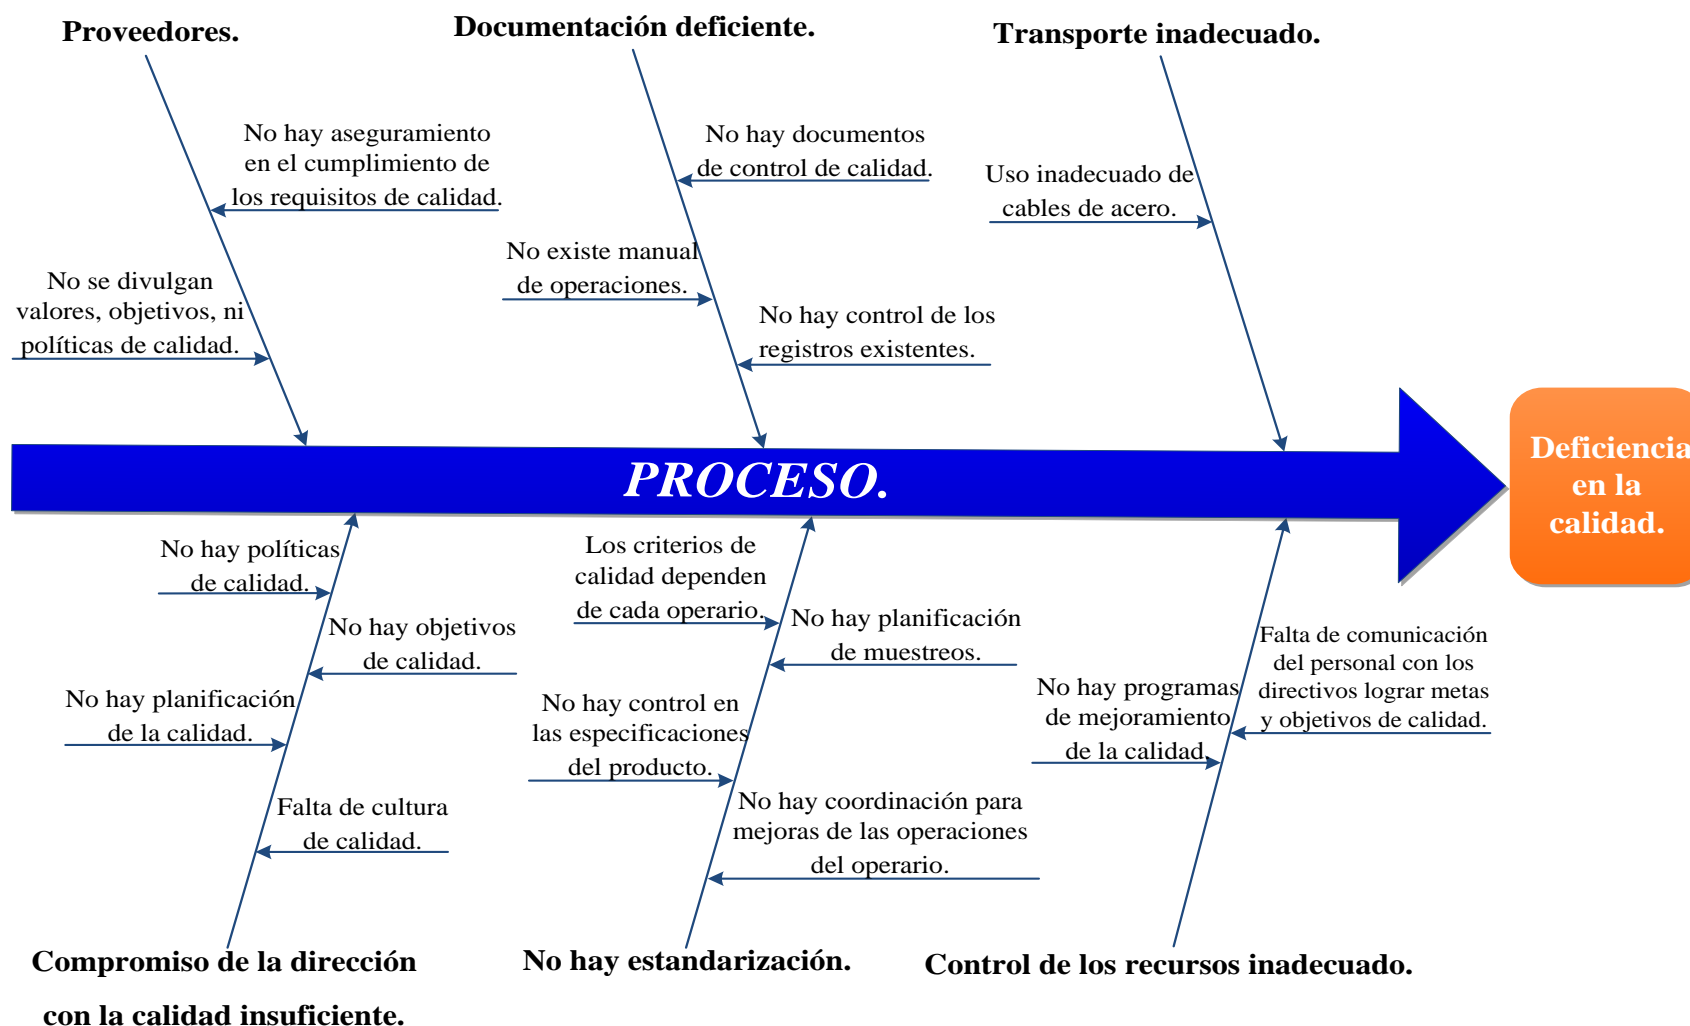 Proveedores.
Documentación deficiente.
Transporte inadecuado.
No hay aseguramiento
en el cumplimiento de
los requisitos de calidad.
No se divulgan
valores, objetivos, ni
políticas de calidad.
No hay documentos
de control de calidad.
No existe manual
de operaciones.
No hay control de los
registros existentes.
Uso inadecuado de
cables de acero.
PROCESO.
Deficiencia
en la
calidad.
No hay políticas
de calidad.
No hay objetivos
de calidad.
No hay planificación
de la calidad.
Falta de cultura
de calidad.
Los criterios de
calidad dependen
de cada operario.
No hay planificación
de muestreos.
No hay control en
las especificaciones
del producto.
No hay coordinación para
mejoras de las operaciones
del operario.
Falta de comunicación
del personal con los
directivos lograr metas
y objetivos de calidad.
No hay programas
de mejoramiento
de la calidad.
Compromiso de la dirección
con la calidad insuficiente.
No hay estandarización.
Control de los recursos inadecuado.